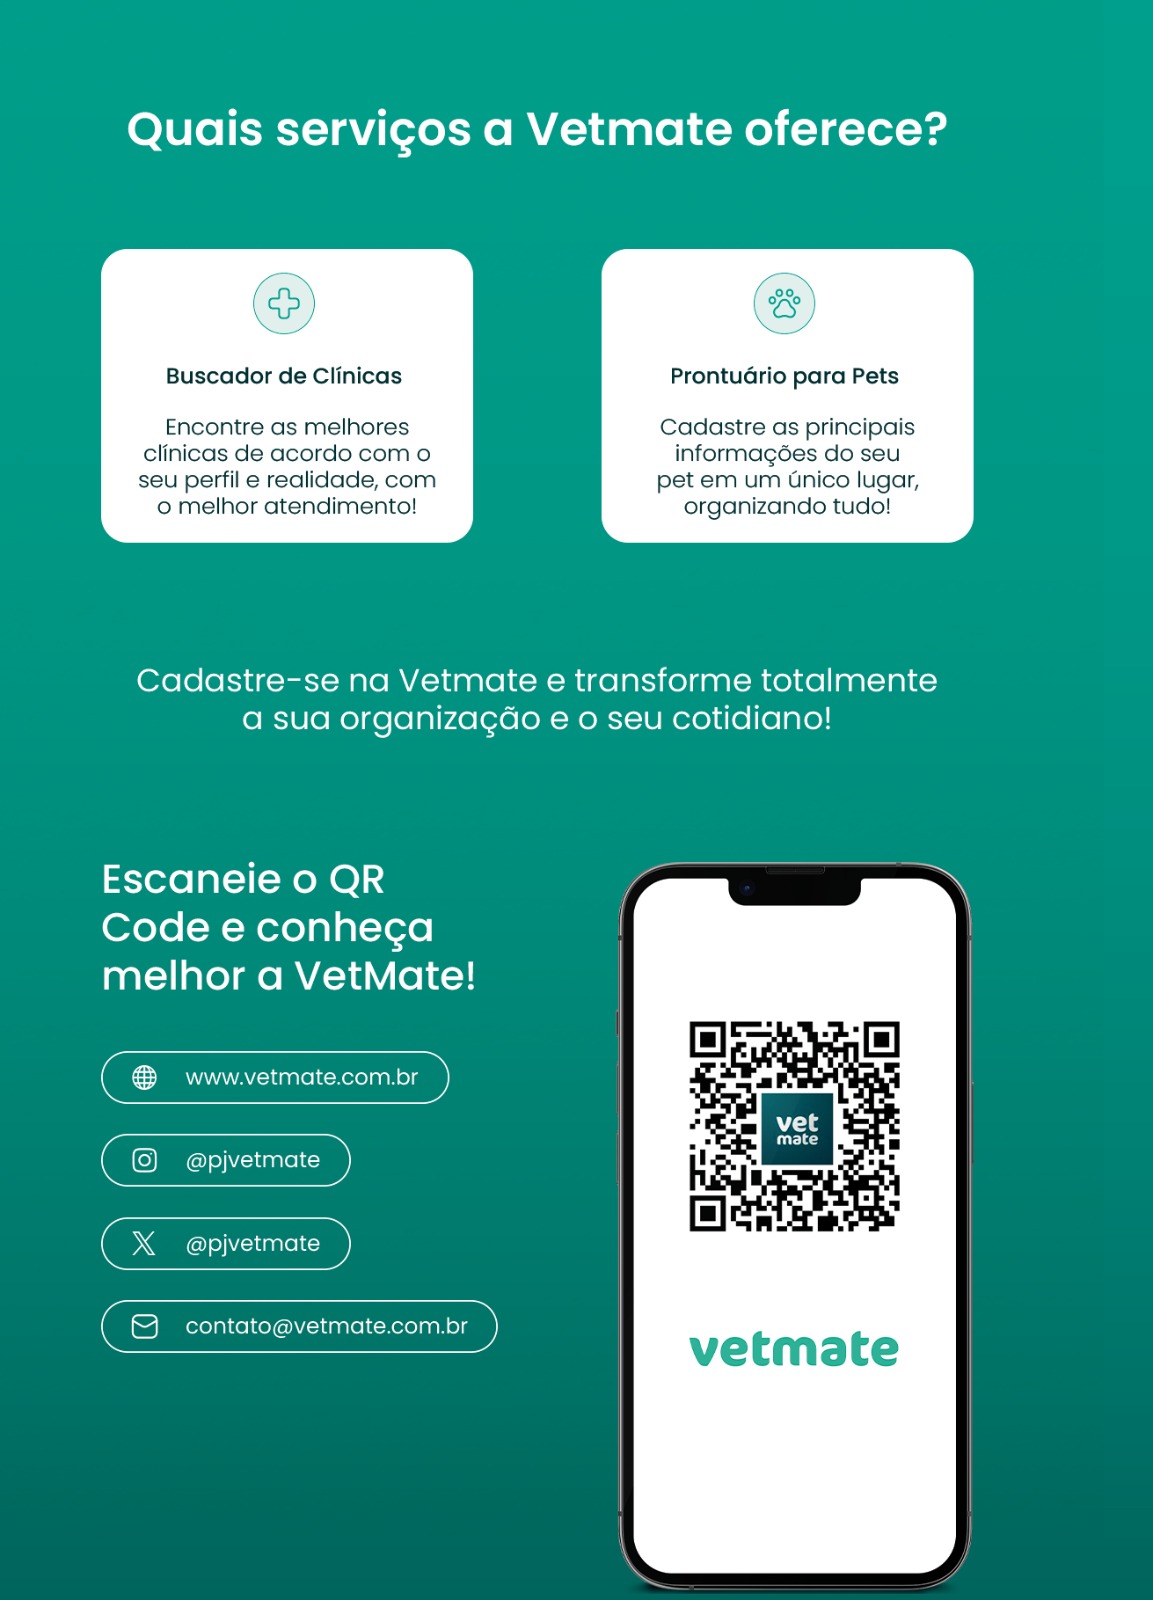 Quais serviços a Vetmate oferece?
Buscador de Clínicas
Encontre as melhores
clínicas de acordo com o
seu perfil e realidade, com
o melhor atendimento!
Prontuário para Pets
Cadastre as principais
informações do seu
pet em um único lugar,
organizando tudo!
Cadastre-se na Vetmate e transforme totalmente
a sua organização e o seu cotidiano!
Escaneie o QR
Code e conheça
melhor a VetMate!
www.vetmate.com.br
@pjvetmate
@pjvetmate
contato@vetmate.com.br
vet
mate
vetmate